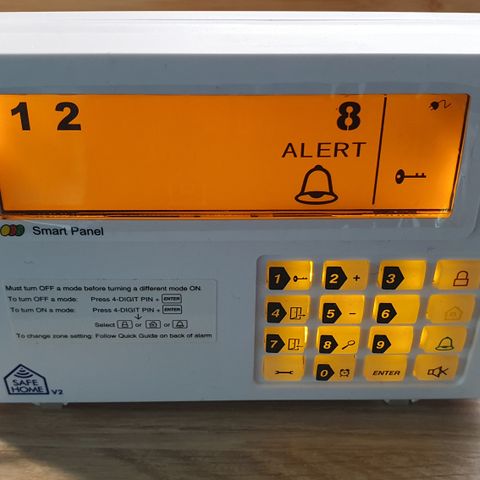 1 2 8
ALERT
Smart Panel
Must turn OFF a mode before turning a different mode ON.
To turn OFF a mode: Press 4-DIGIT PIN + ENTER
To turn ON a mode: Press 4-DIGIT PIN + ENTER
Select or or
To change zone setting: Follow Quick Guide on back of alarm
SAFE
HOME V2
1 2 + 3
4 5 - 6
7 8 9
0 ENTER